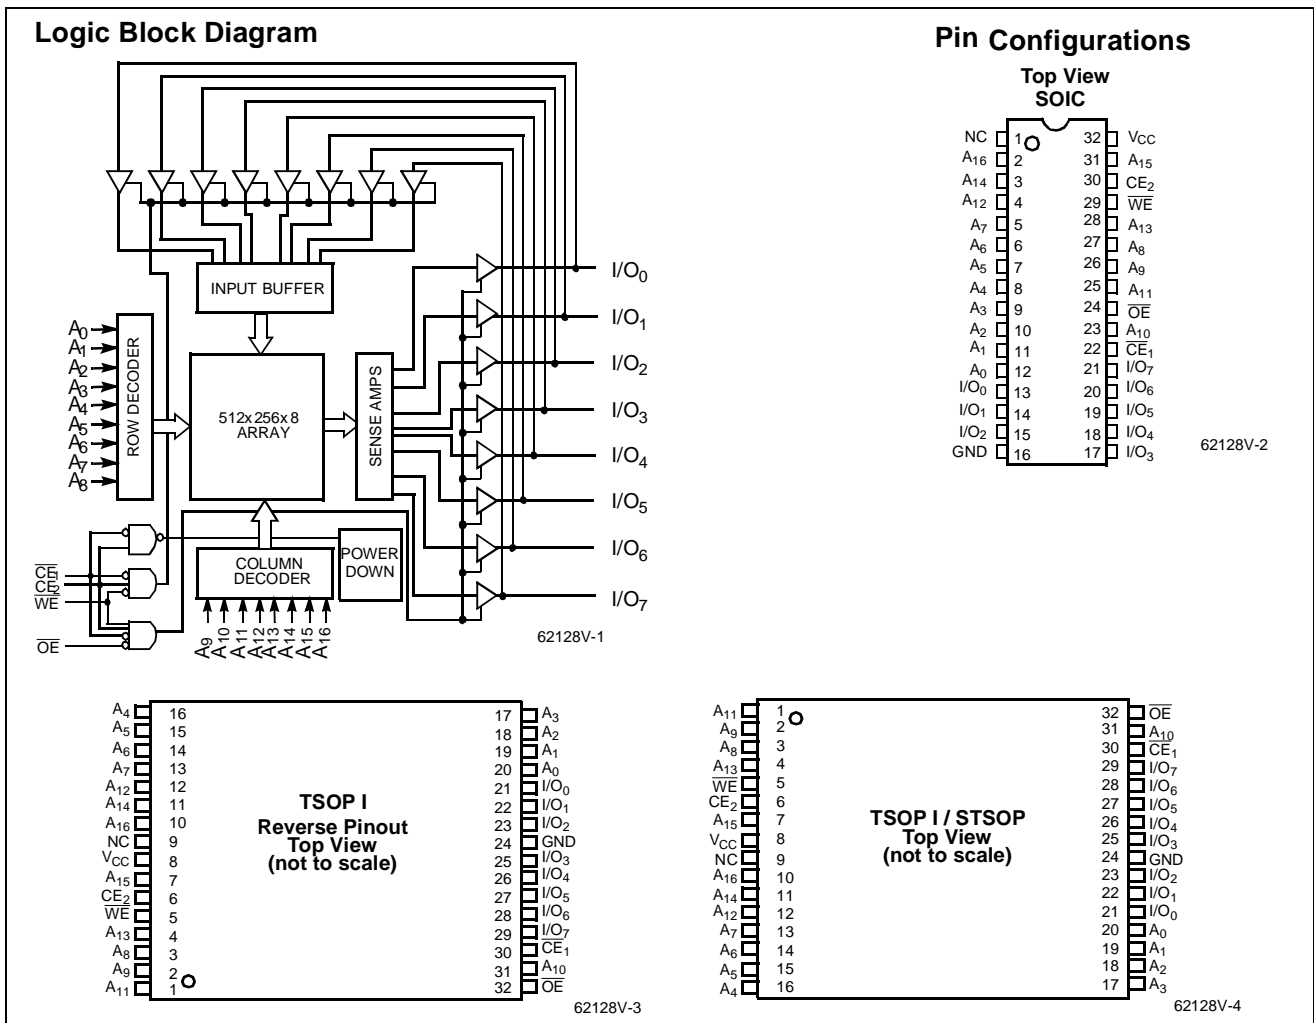 Logic Block Diagram
INPUT BUFFER
A0
A1
A2
A3
A4
A5
A6
A7
A8
ROW DECODER
512x256x8
ARRAY
SENSE AMPS
I/O0
I/O1
I/O2
I/O3
I/O4
I/O5
I/O6
I/O7
COLUMN
DECODER
POWER
DOWN
CE1
CE2
WE
OE
A9
A10
A11
A12
A13
A14
A15
A16
62128V-1
Pin Configurations
Top View
SOIC
NC 1 32 VCC
A16 2 31 A15
A14 3 30 CE2
A12 4 29 WE
A7 5 28 A13
A6 6 27 A8
A5 7 26 A9
A4 8 25 A11
A3 9 24 OE
A2 10 23 A10
A1 11 22 CE1
A0 12 21 I/O7
I/O0 13 20 I/O6
I/O1 14 19 I/O5
I/O2 15 18 I/O4
GND 16 17 I/O3
62128V-2
A4 16 17 A3
A5 15 18 A2
A6 14 19 A1
A7 13 20 A0
A12 12 21 I/O0
A14 11 22 I/O1
A16 10 23 I/O2
NC 9 24 GND
VCC 8 25 I/O3
A15 7 26 I/O4
CE2 6 27 I/O5
WE 5 28 I/O6
A13 4 29 I/O7
A8 3 30 CE1
A9 2 31 A10
A11 1 32 OE
TSOP I
Reverse Pinout
Top View
(not to scale)
62128V-3
A11 1 32 OE
A9 2 31 A10
A8 3 30 CE1
A13 4 29 I/O7
WE 5 28 I/O6
CE2 6 27 I/O5
A15 7 26 I/O4
VCC 8 25 I/O3
NC 9 24 GND
A16 10 23 I/O2
A14 11 22 I/O1
A12 12 21 I/O0
A7 13 20 A0
A6 14 19 A1
A5 15 18 A2
A4 16 17 A3
TSOP I / STSOP
Top View
(not to scale)
62128V-4